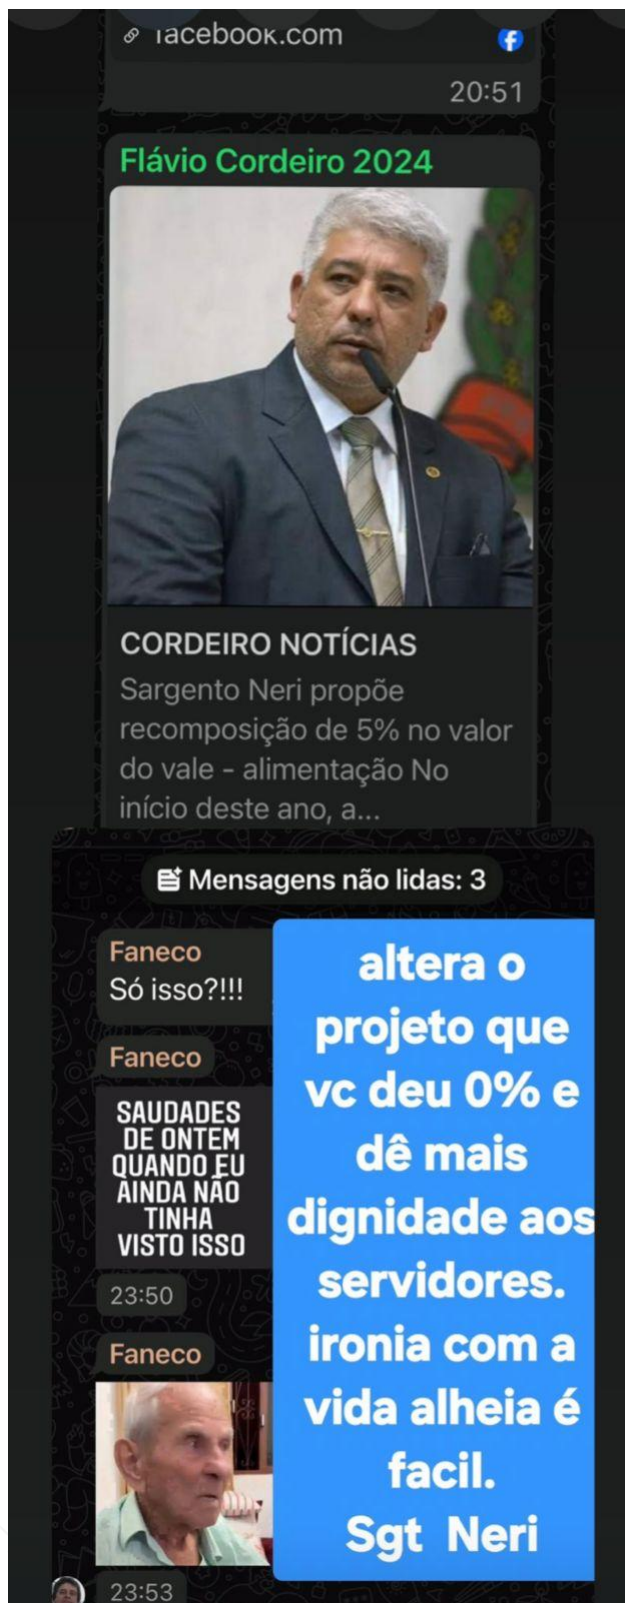 facebook.com
20:51
Flávio Cordeiro 2024
CORDEIRO NOTÍCIAS
Sargento Neri propõe
recomposição de 5% no valor
do vale - alimentação No
início deste ano, a...
Mensagens não lidas: 3
Faneco
Só isso?!!!
Faneco
SAUDADES
DE ONTEM
QUANDO EU
AINDA NÃO
TINHA
VISTO ISSO
23:50
Faneco
23:53
altera o
projeto que
vc deu 0% e
dê mais
dignidade aos
servidores.
ironia com a
vida alheia é
facil.
Sgt Neri